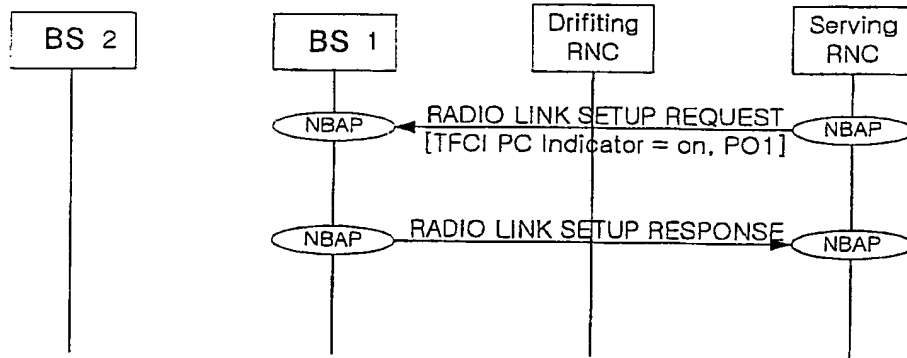 BS 2
BS 1
Drifiting
RNC
Serving
RNC
NBAP
RADIO LINK SETUP REQUEST
[TFCI PC Indicator = on, PO1]
NBAP
NBAP
RADIO LINK SETUP RESPONSE
NBAP